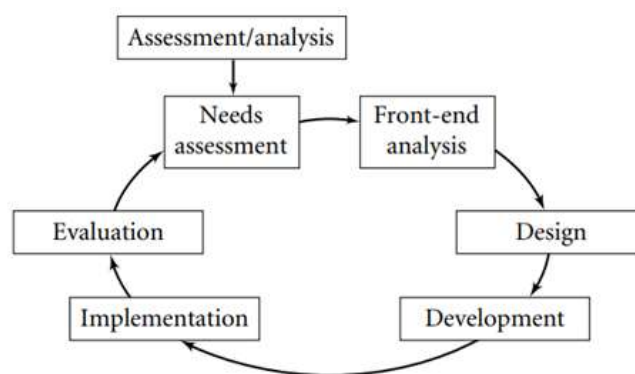 Assessment/analysis
Needs
assessment
Front-end
analysis
Evaluation
Design
Implementation
Development